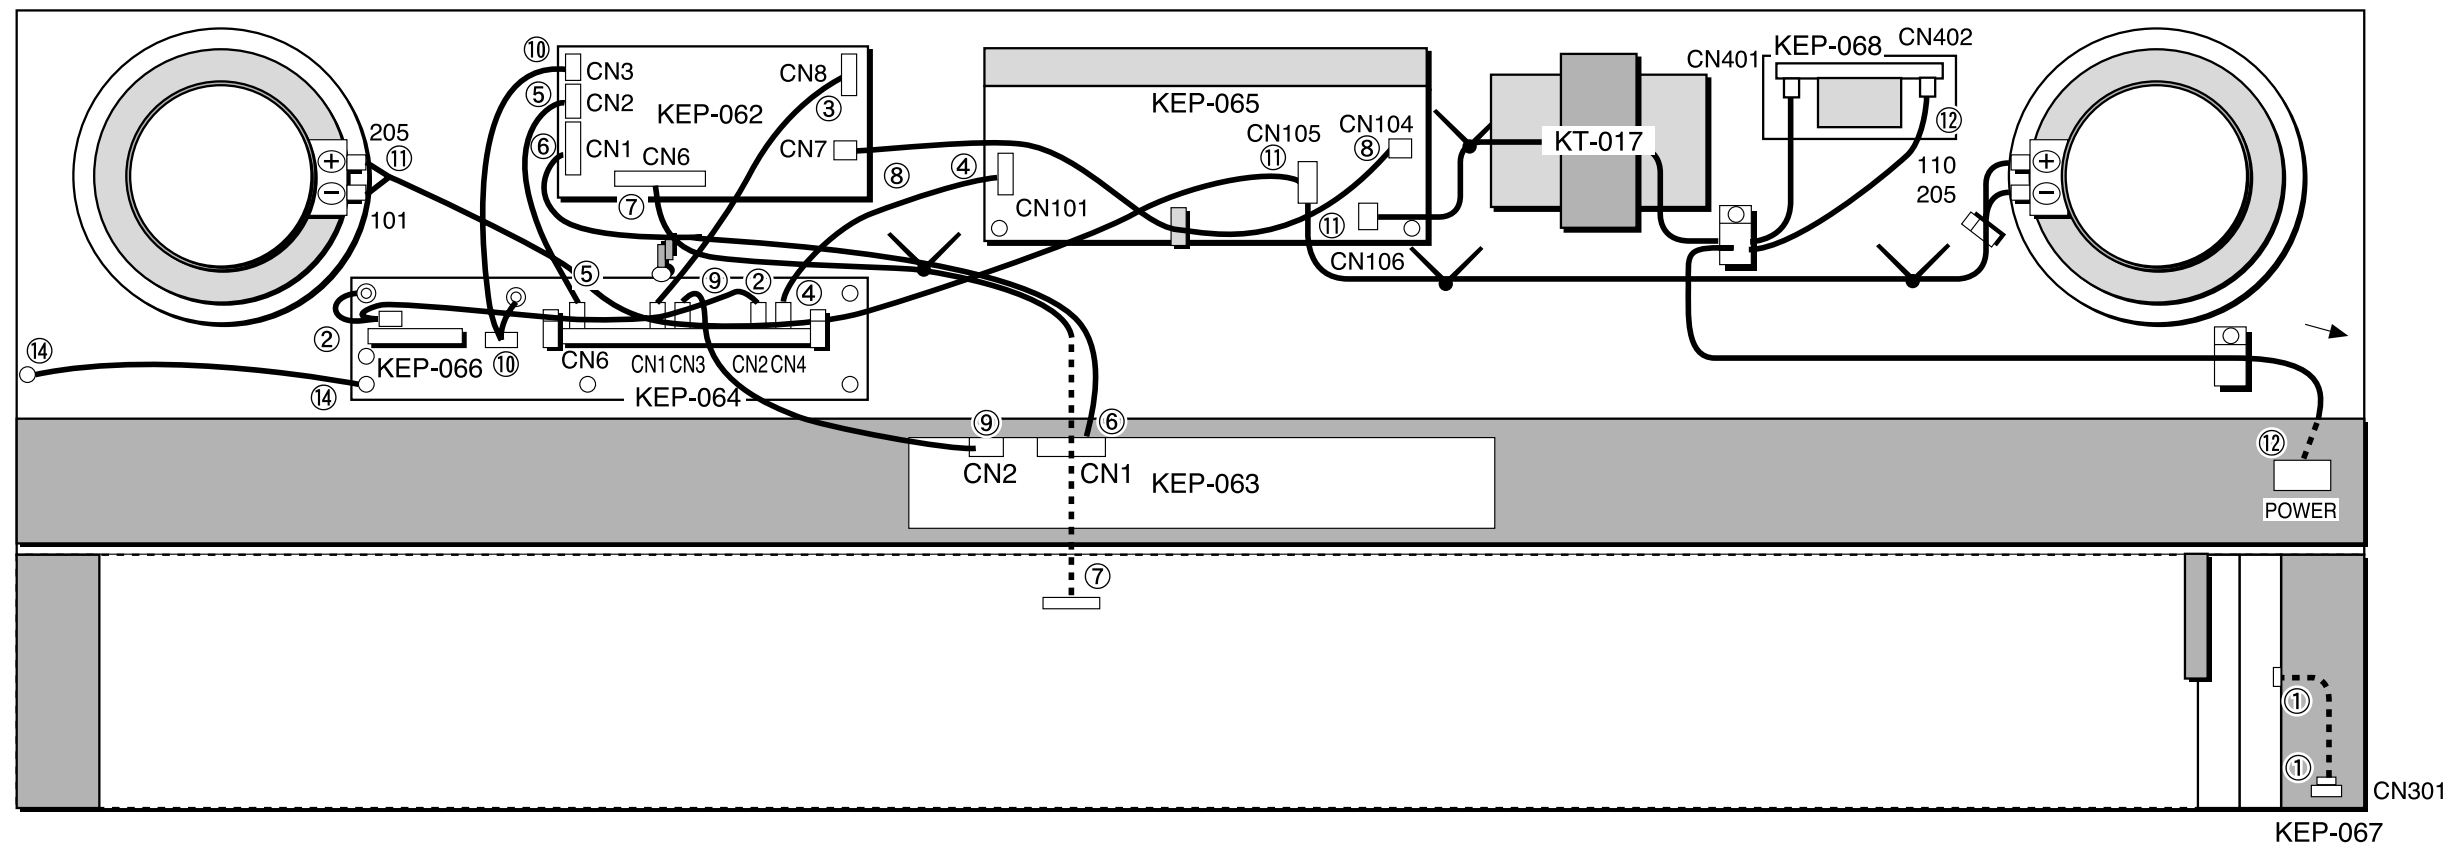 ⑩ CN3 CN8 CN401 KEP-068 CN402
⑤ CN2 KEP-062 ③ KEP-065 ⑫
205 ⑥ CN1 CN6 CN7 CN105 CN104 KT-017
⑪ ⑧ ④ ⑪ ⑧ 110
+ +
− −
101 ⑦ CN101 ⑪ 205
CN106
⑤ ⑨ ② ④
② KEP-066 ⑩ CN6 CN1 CN3 CN2 CN4
⑭
⑭ KEP-064
⑨ ⑥ ⑫
CN2 CN1 KEP-063
POWER
⑦
①
①
CN301
KEP-067